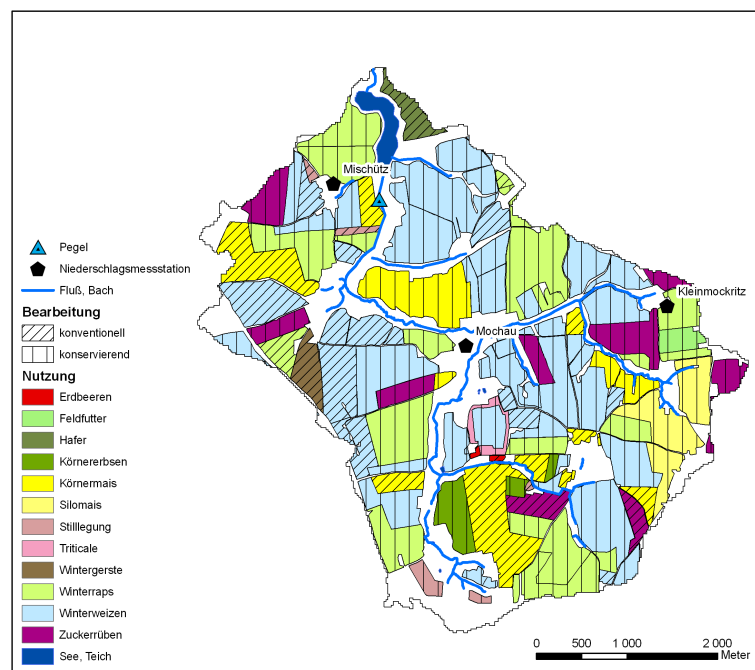 Mischütz
Kleinmockritz
Mochau
Pegel
Niederschlagsmessstation
Fluß, Bach
Bearbeitung
konventionell
konservierend
Nutzung
Erdbeeren
Feldfutter
Hafer
Körnererbsen
Körnermais
Silomais
Stilllegung
Triticale
Wintergerste
Winterraps
Winterweizen
Zuckerrüben
See, Teich
0 500 1 000 2 000
Meter